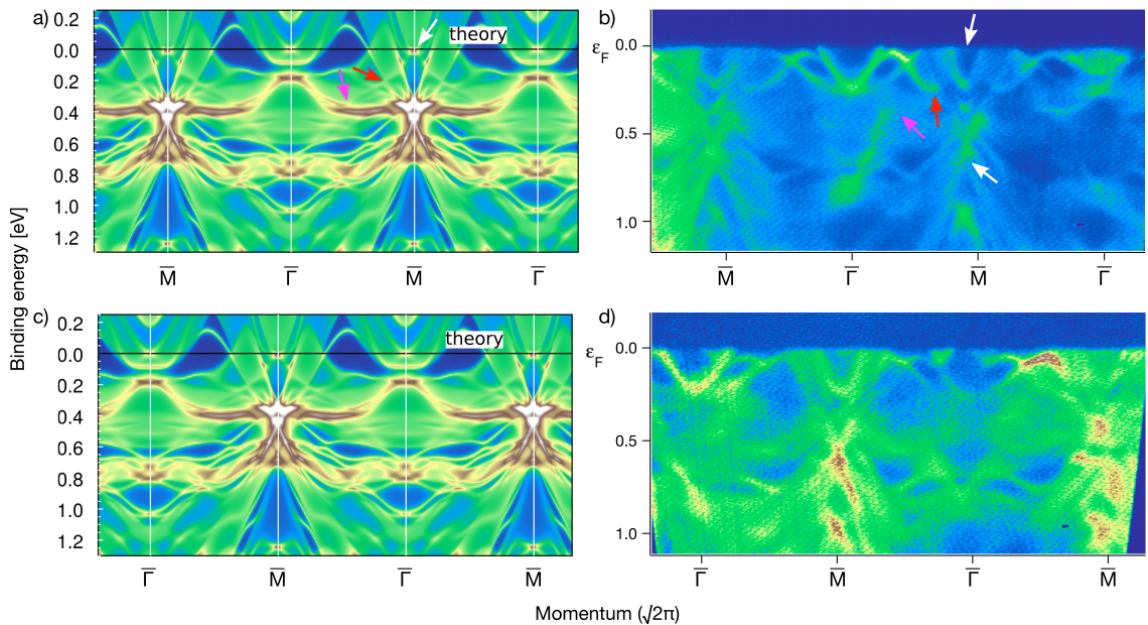 a)
theory
0.0
0.2
0.4
0.6
0.8
1.0
1.2
M̅ Γ̅ M̅ Γ̅
b)
εF
0.0
0.5
1.0
M̅ Γ̅ M̅ Γ̅
Binding energy [eV]
c)
theory
0.2
0.0
0.2
0.4
0.6
0.8
1.0
1.2
Γ̅ M̅ Γ̅ M̅
d)
εF
0.0
0.5
1.0
Γ̅ M̅ Γ̅ M̅
Momentum (√2π)